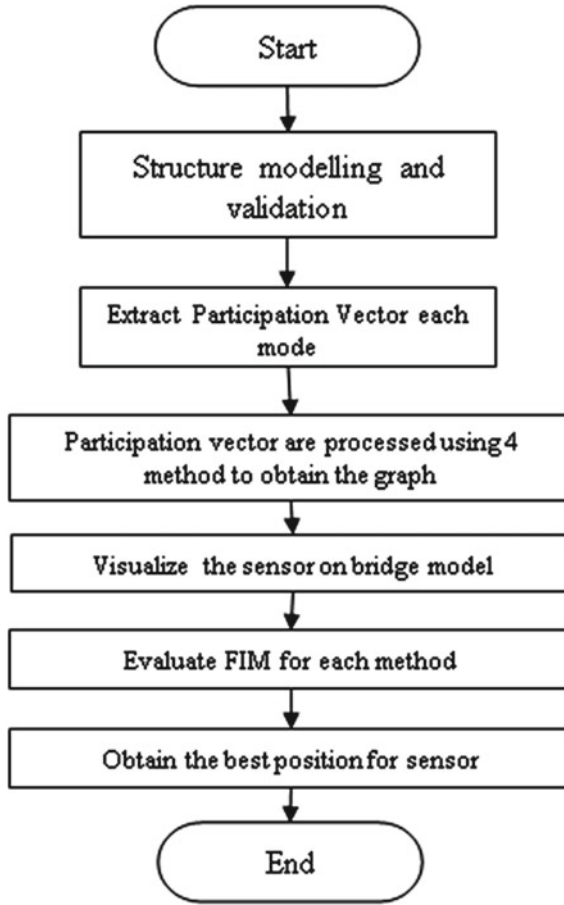 Start
Structure modelling and
validation
Extract Participation Vector each
mode
Participation vector are processed using 4
method to obtain the graph
Visualize the sensor on bridge model
Evaluate FIM for each method
Obtain the best position for sensor
End